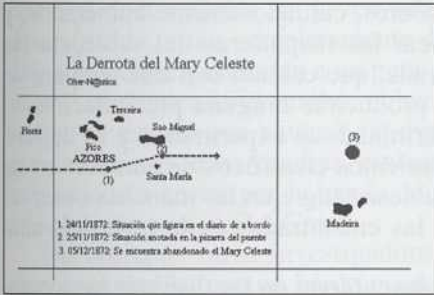 La Derrota del Mary Celeste
Ciber-N@utica
Flores
Terceira
Pico
Sao Miguel
AZORES
(1)
(2)
Santa María
(3)
Madeira
1. 24/11/1872: Situación que figura en el diario de a bordo
2. 25/11/1872: Situación anotada en la pizarra del puente
3. 05/12/1872: Se encuentra abandonado el Mary Celeste